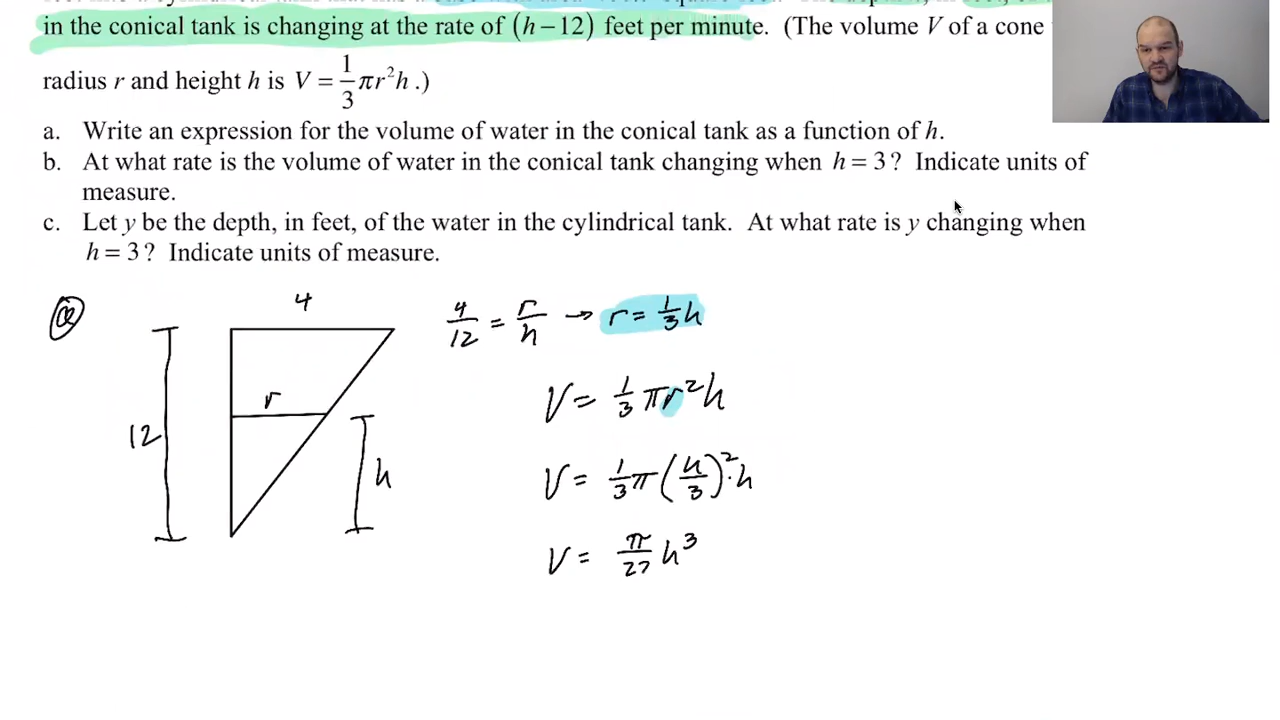 in the conical tank is changing at the rate of (h−12) feet per minute. (The volume V of a cone
radius r and height h is V = 1/3 πr²h .)
a. Write an expression for the volume of water in the conical tank as a function of h.
b. At what rate is the volume of water in the conical tank changing when h = 3? Indicate units of
measure.
c. Let y be the depth, in feet, of the water in the cylindrical tank. At what rate is y changing when
h = 3? Indicate units of measure.
a
4
12
r
h
4/12 = r/h → r = 1/3 h
V = 1/3 πr²h
V = 1/3 π(h/3)²·h
V = π/27 h³